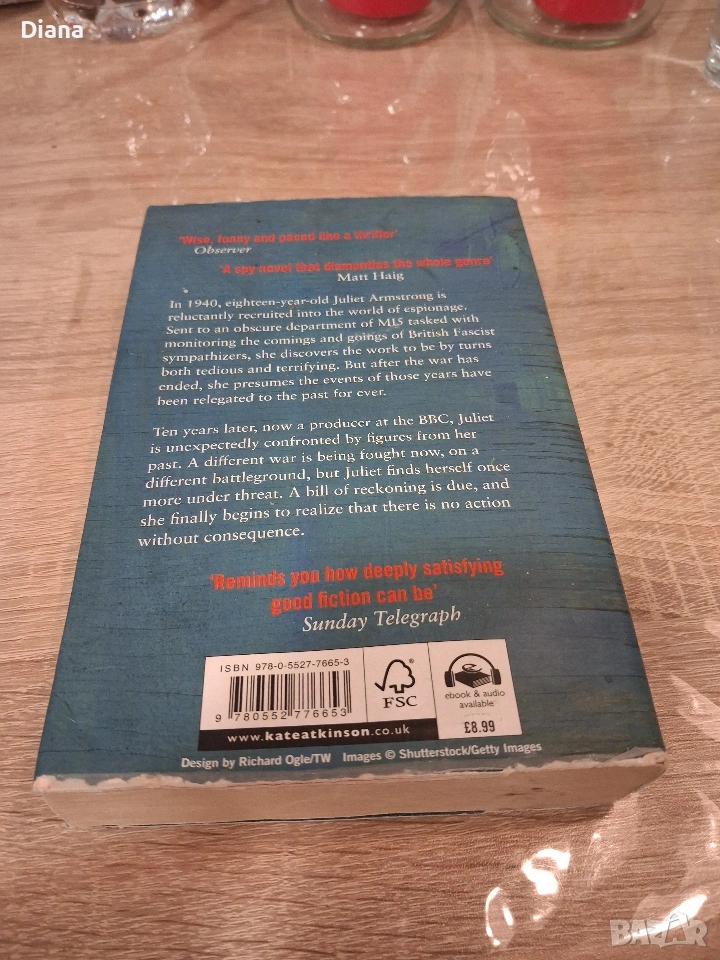 Diana
'Wise, funny and paced like a thriller'
Observer
'A spy novel that dismantles the whole genre'
Matt Haig
In 1940, eighteen-year-old Juliet Armstrong is
reluctantly recruited into the world of espionage.
Sent to an obscure department of MI5 tasked with
monitoring the comings and goings of British Fascist
sympathizers, she discovers the work to be by turns
both tedious and terrifying. But after the war has
ended, she presumes the events of those years have
been relegated to the past for ever.
Ten years later, now a producer at the BBC, Juliet
is unexpectedly confronted by figures from her
past. A different war is being fought now, on a
different battleground, but Juliet finds herself once
more under threat. A bill of reckoning is due, and
she finally begins to realize that there is no action
without consequence.
'Reminds you how deeply satisfying
good fiction can be'
Sunday Telegraph
ISBN 978-0-5527-7665-3
9 780552 776653
www.kateatkinson.co.uk
FSC
ebook & audio
available
£8.99
Design by Richard Ogle/TW Images © Shutterstock/Getty Images
BAZAR